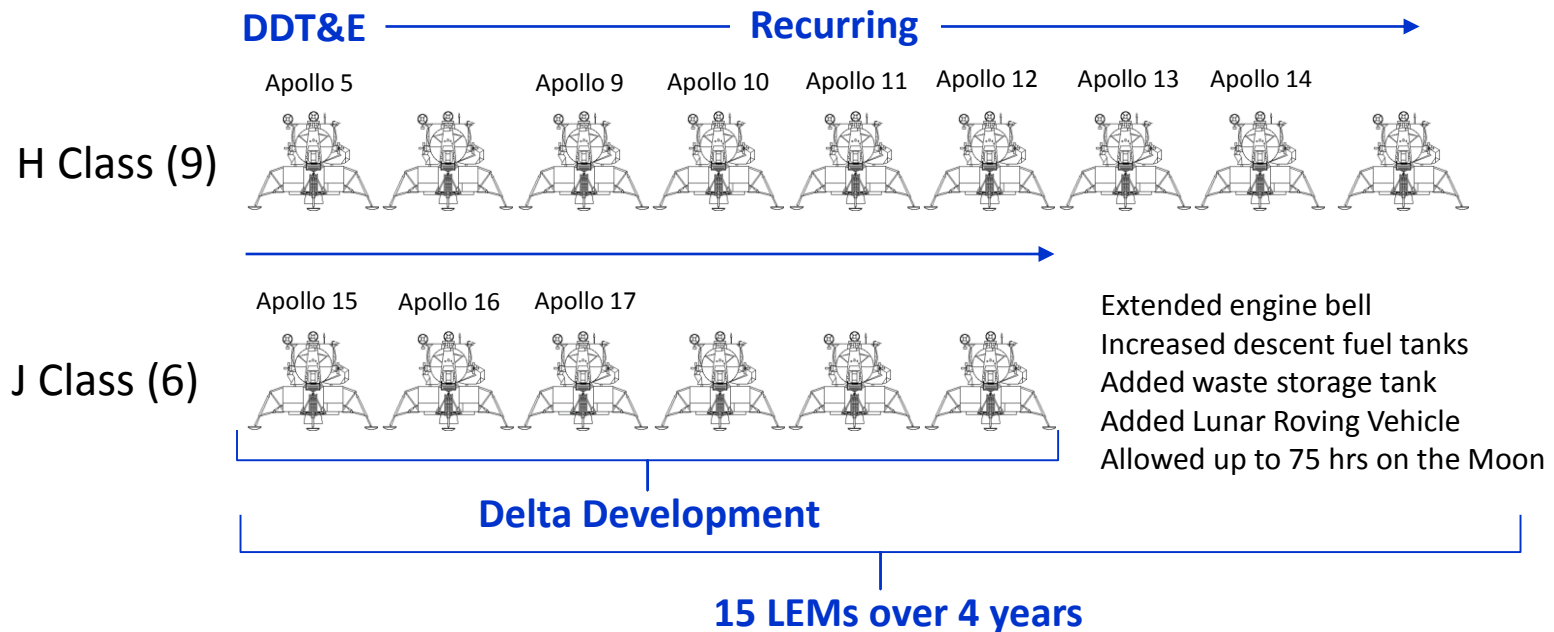 DDT&E Recurring
Apollo 5 Apollo 9 Apollo 10 Apollo 11 Apollo 12 Apollo 13 Apollo 14
H Class (9)
Apollo 15 Apollo 16 Apollo 17
J Class (6)
Extended engine bell
Increased descent fuel tanks
Added waste storage tank
Added Lunar Roving Vehicle
Allowed up to 75 hrs on the Moon
Delta Development
15 LEMs over 4 years